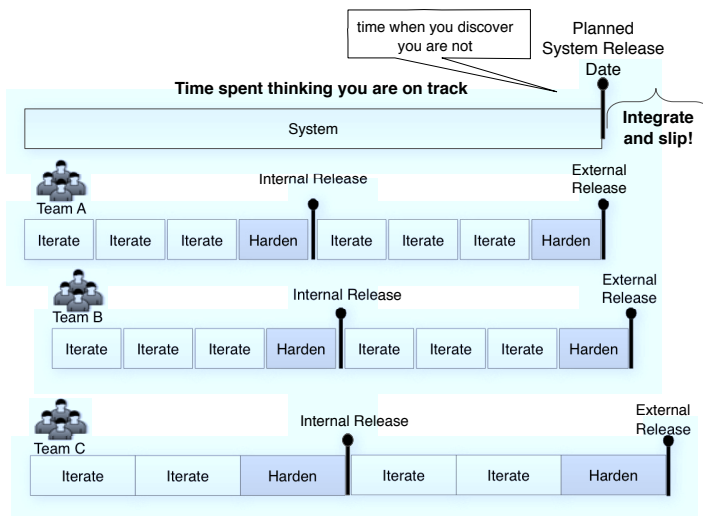 time when you discover
you are not
Planned
System Release
Date
Time spent thinking you are on track
Integrate
and slip!
System
Team A
Internal Release
External
Release
Iterate Iterate Iterate Harden Iterate Iterate Iterate Harden
Team B
Internal Release
External
Release
Iterate Iterate Iterate Harden Iterate Iterate Iterate Harden
Team C
Internal Release
External
Release
Iterate Iterate Harden Iterate Iterate Harden